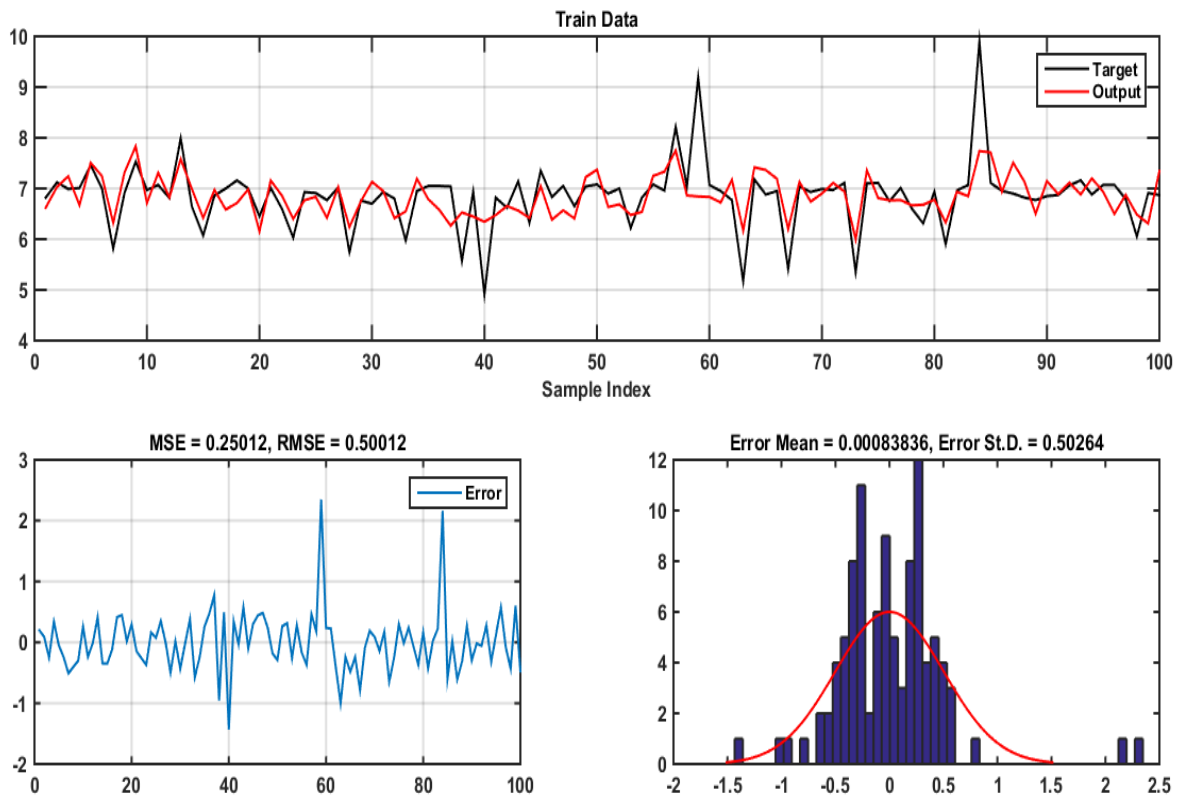 Train Data
10
9
8
7
6
5
4
Target
Output
0 10 20 30 40 50 60 70 80 90 100
Sample Index
MSE = 0.25012, RMSE = 0.50012
3
2
1
0
-1
-2
Error
0 20 40 60 80 100
Error Mean = 0.00083836, Error St.D. = 0.50264
12
10
8
6
4
2
0
-2 -1.5 -1 -0.5 0 0.5 1 1.5 2 2.5